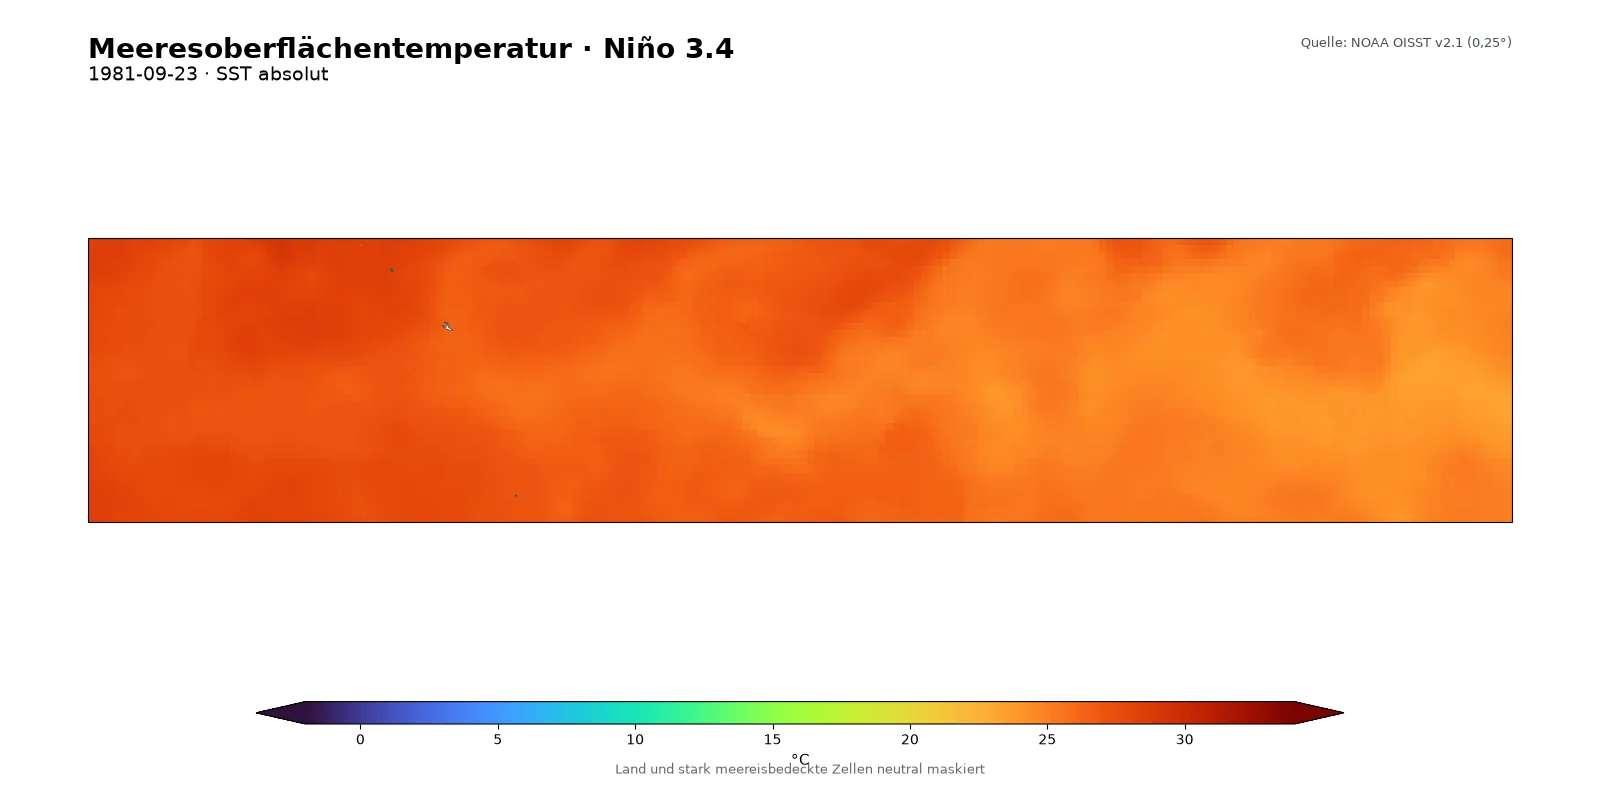 Meeresoberflächentemperatur · Niño 3.4
Quelle: NOAA OISST v2.1 (0,25°)
1981-09-23 · SST absolut
0 5 10 15 20 25 30
°C
Land und stark meereisbedeckte Zellen neutral maskiert